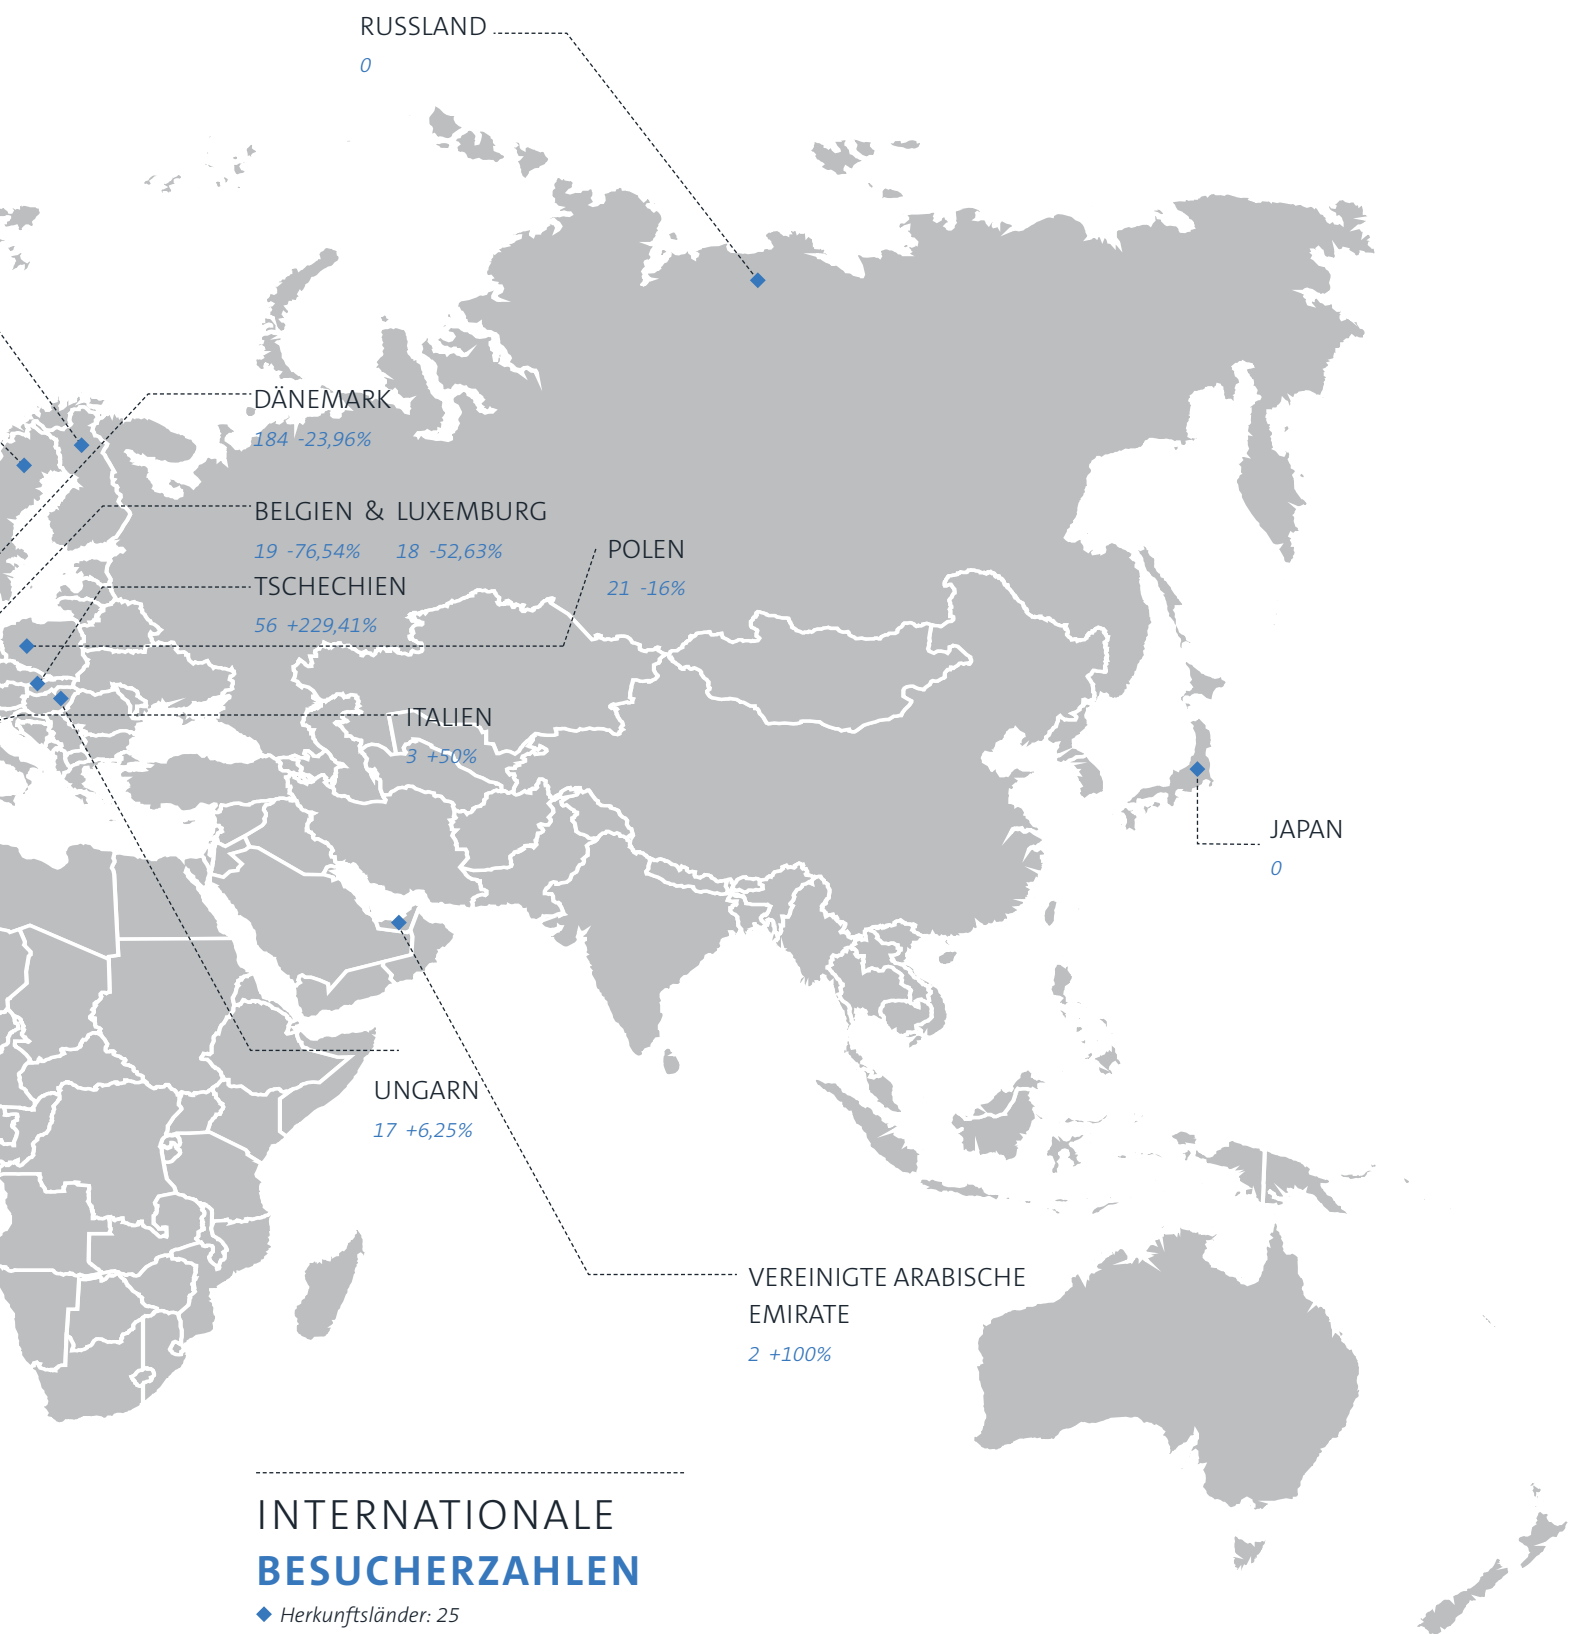 RUSSLAND
0
DÄNEMARK
184 -23,96%
BELGIEN & LUXEMBURG
19 -76,54% 18 -52,63%
POLEN
21 -16%
TSCHECHIEN
56 +229,41%
ITALIEN
3 +50%
JAPAN
0
UNGARN
17 +6,25%
VEREINIGTE ARABISCHE
EMIRATE
2 +100%
INTERNATIONALE
BESUCHERZAHLEN
Herkunftsländer: 25